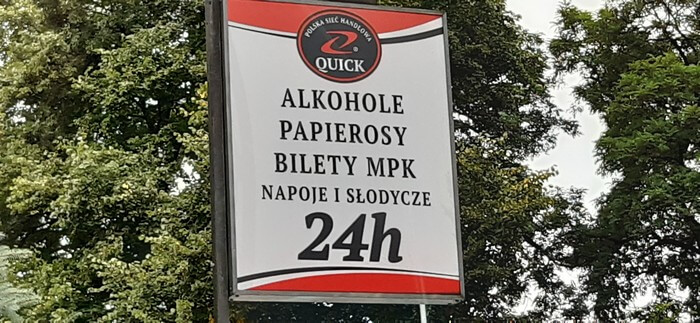 POLSKA SIEĆ HANDLOWA
QUICK
ALKOHOLE
PAPIEROSY
BILETY MPK
NAPOJE I SŁODYCZE
24h